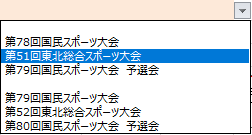 第78回国民スポーツ大会
第51回東北総合スポーツ大会
第79回国民スポーツ大会　予選会
第79回国民スポーツ大会
第52回東北総合スポーツ大会
第80回国民スポーツ大会　予選会